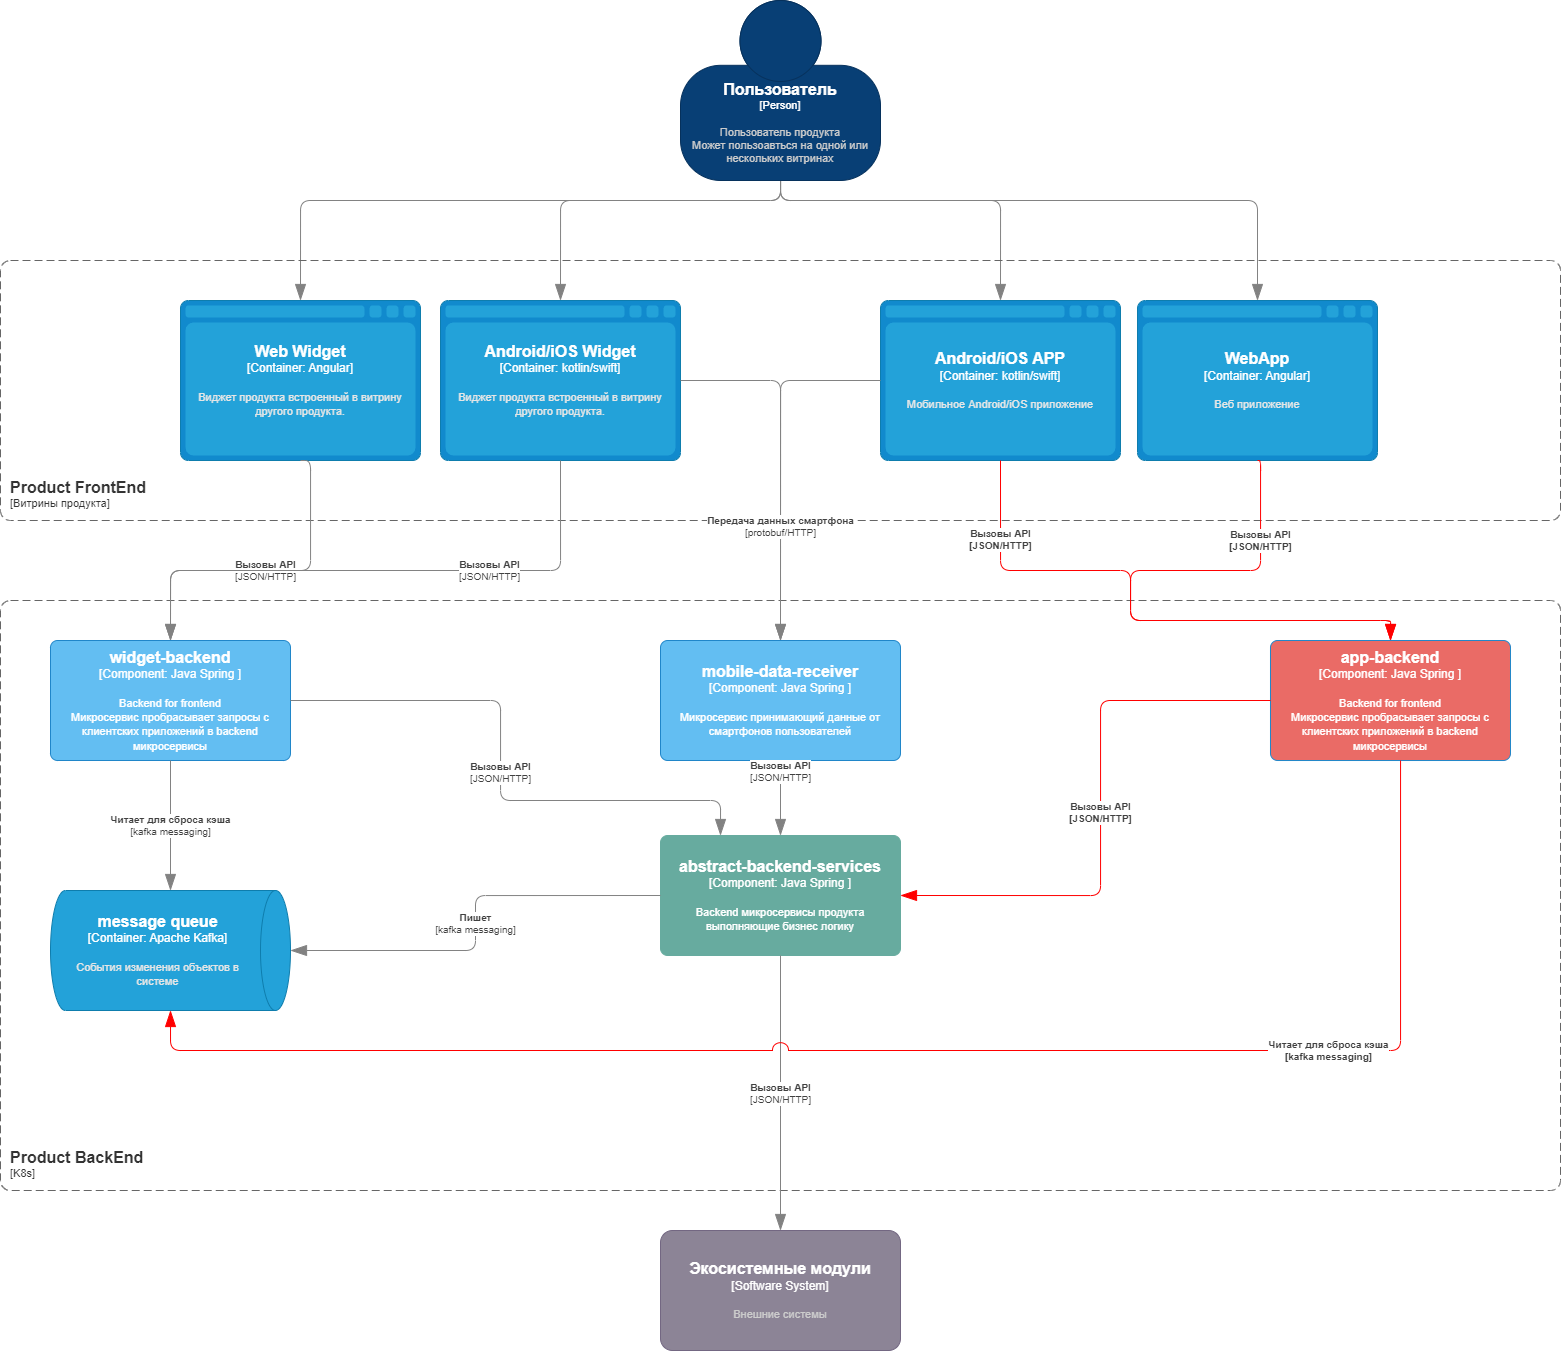 Пользователь
[Person]
Пользователь продукта
Может пользоавться на одной или
нескольких витринах
Web Widget
[Container: Angular]
Виджет продукта встроенный в витрину
другого продукта.
Android/iOS Widget
[Container: kotlin/swift]
Виджет продукта встроенный в витрину
другого продукта.
Android/iOS APP
[Container: kotlin/swift]
Мобильное Android/iOS приложение
WebApp
[Container: Angular]
Веб приложение
Product FrontEnd
[Витрины продукта]
Передача данных смартфона
[protobuf/HTTP]
Вызовы API
[JSON/HTTP]
Вызовы API
[JSON/HTTP]
Вызовы API
[JSON/HTTP]
Вызовы API
[JSON/HTTP]
widget-backend
[Component: Java Spring ]
Backend for frontend
Микросервис пробрасывает запросы с
клиентских приложений в backend
микросервисы
mobile-data-receiver
[Component: Java Spring ]
Микросервис принимающий данные от
смартфонов пользователей
app-backend
[Component: Java Spring ]
Backend for frontend
Микросервис пробрасывает запросы с
клиентских приложений в backend
микросервисы
Вызовы API
[JSON/HTTP]
Вызовы API
[JSON/HTTP]
Вызовы API
[JSON/HTTP]
Читает для сброса кэша
[kafka messaging]
abstract-backend-services
[Component: Java Spring ]
Backend микросервисы продукта
выполняющие бизнес логику
message queue
[Container: Apache Kafka]
События изменения объектов в
системе
Пишет
[kafka messaging]
Читает для сброса кэша
[kafka messaging]
Вызовы API
[JSON/HTTP]
Product BackEnd
[K8s]
Экосистемные модули
[Software System]
Внешние системы